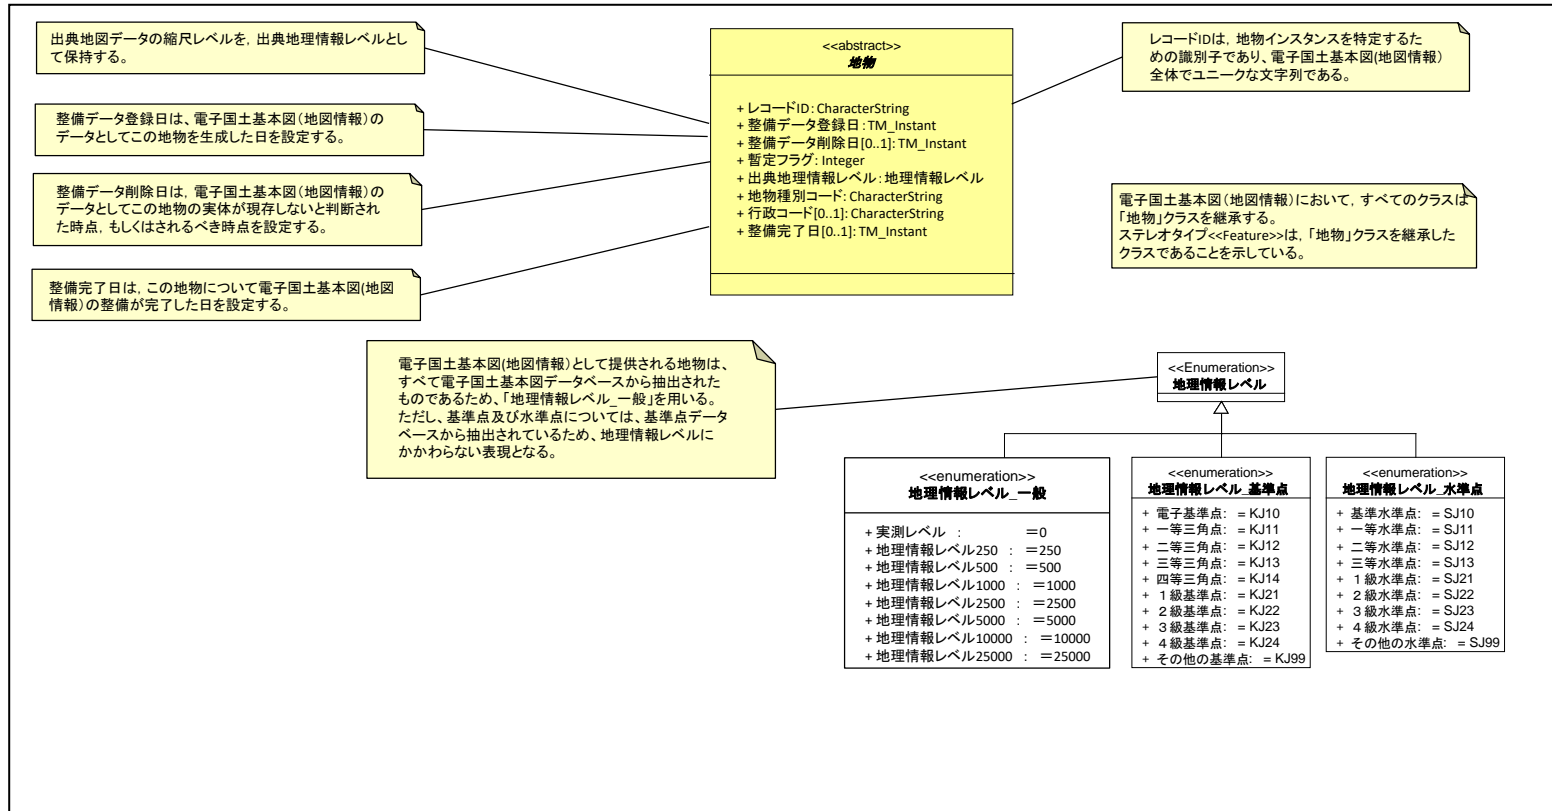 出典地図データの縮尺レベルを，出典地理情報レベルとし
て保持する。
整備データ登録日は、電子国土基本図（地図情報）の
データとしてこの地物を生成した日を設定する。
整備データ削除日は，電子国土基本図（地図情報）の
データとしてこの地物の実体が現存しないと判断され
た時点，もしくはされるべき時点を設定する。
整備完了日は，この地物について電子国土基本図(地図
情報）の整備が完了した日を設定する。
<<abstract>>
地物
+ レコードID: CharacterString
+ 整備データ登録日: TM_Instant
+ 整備データ削除日[0..1]: TM_Instant
+ 暫定フラグ: Integer
+ 出典地理情報レベル: 地理情報レベル
+ 地物種別コード: CharacterString
+ 行政コード[0..1]: CharacterString
+ 整備完了日[0..1]: TM_Instant
レコードIDは，地物インスタンスを特定するた
めの識別子であり、電子国土基本図(地図情報）
全体でユニークな文字列である。
電子国土基本図（地図情報）において，すべてのクラスは
「地物」クラスを継承する。
ステレオタイプ<<Feature>>は，「地物」クラスを継承した
クラスであることを示している。
電子国土基本図(地図情報）として提供される地物は、
すべて電子国土基本図データベースから抽出された
ものであるため、「地理情報レベル_一般」を用いる。
ただし、基準点及び水準点については、基準点データ
ベースから抽出されているため、地理情報レベルに
かかわらない表現となる。
<<Enumeration>>
地理情報レベル
<<enumeration>>
地理情報レベル_一般
+ 実測レベル : ＝0
+ 地理情報レベル250 : ＝250
+ 地理情報レベル500 : ＝500
+ 地理情報レベル1000 : ＝1000
+ 地理情報レベル2500 : ＝2500
+ 地理情報レベル5000 : ＝5000
+ 地理情報レベル10000 : ＝10000
+ 地理情報レベル25000 : ＝25000
<<enumeration>>
地理情報レベル_基準点
+ 電子基準点: = KJ10
+ 一等三角点: = KJ11
+ 二等三角点: = KJ12
+ 三等三角点: = KJ13
+ 四等三角点: = KJ14
+ １級基準点: = KJ21
+ ２級基準点: = KJ22
+ ３級基準点: = KJ23
+ ４級基準点: = KJ24
+ その他の基準点: = KJ99
<<enumeration>>
地理情報レベル_水準点
+ 基準水準点: = SJ10
+ 一等水準点: = SJ11
+ 二等水準点: = SJ12
+ 三等水準点: = SJ13
+ １級水準点: = SJ21
+ ２級水準点: = SJ22
+ ３級水準点: = SJ23
+ ４級水準点: = SJ24
+ その他の水準点: = SJ99